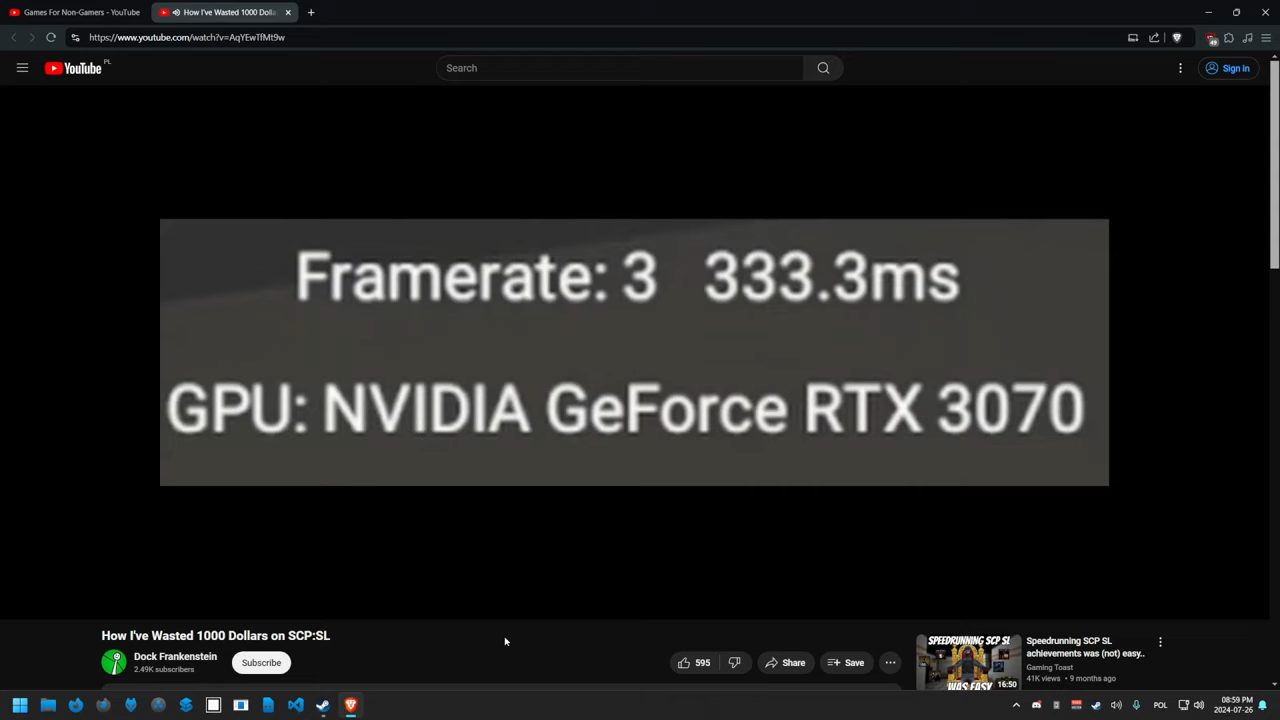 Games For Non-Gamers - YouTube
How I've Wasted 1000 Dolla
https://www.youtube.com/watch?v=AqYEwTfMt9w
49
YouTube PL
Search
Sign in
Framerate: 3 333.3ms
GPU: NVIDIA GeForce RTX 3070
How I've Wasted 1000 Dollars on SCP:SL
Dock Frankenstein
2.49K subscribers
Subscribe
595
Share
Save
SPEEDRUNNING SCP SL
WAS EASY
16:50
Speedrunning SCP SL
achievements was (not) easy..
Gaming Toast
41K views • 9 months ago
POL
08:59
2024-07-26